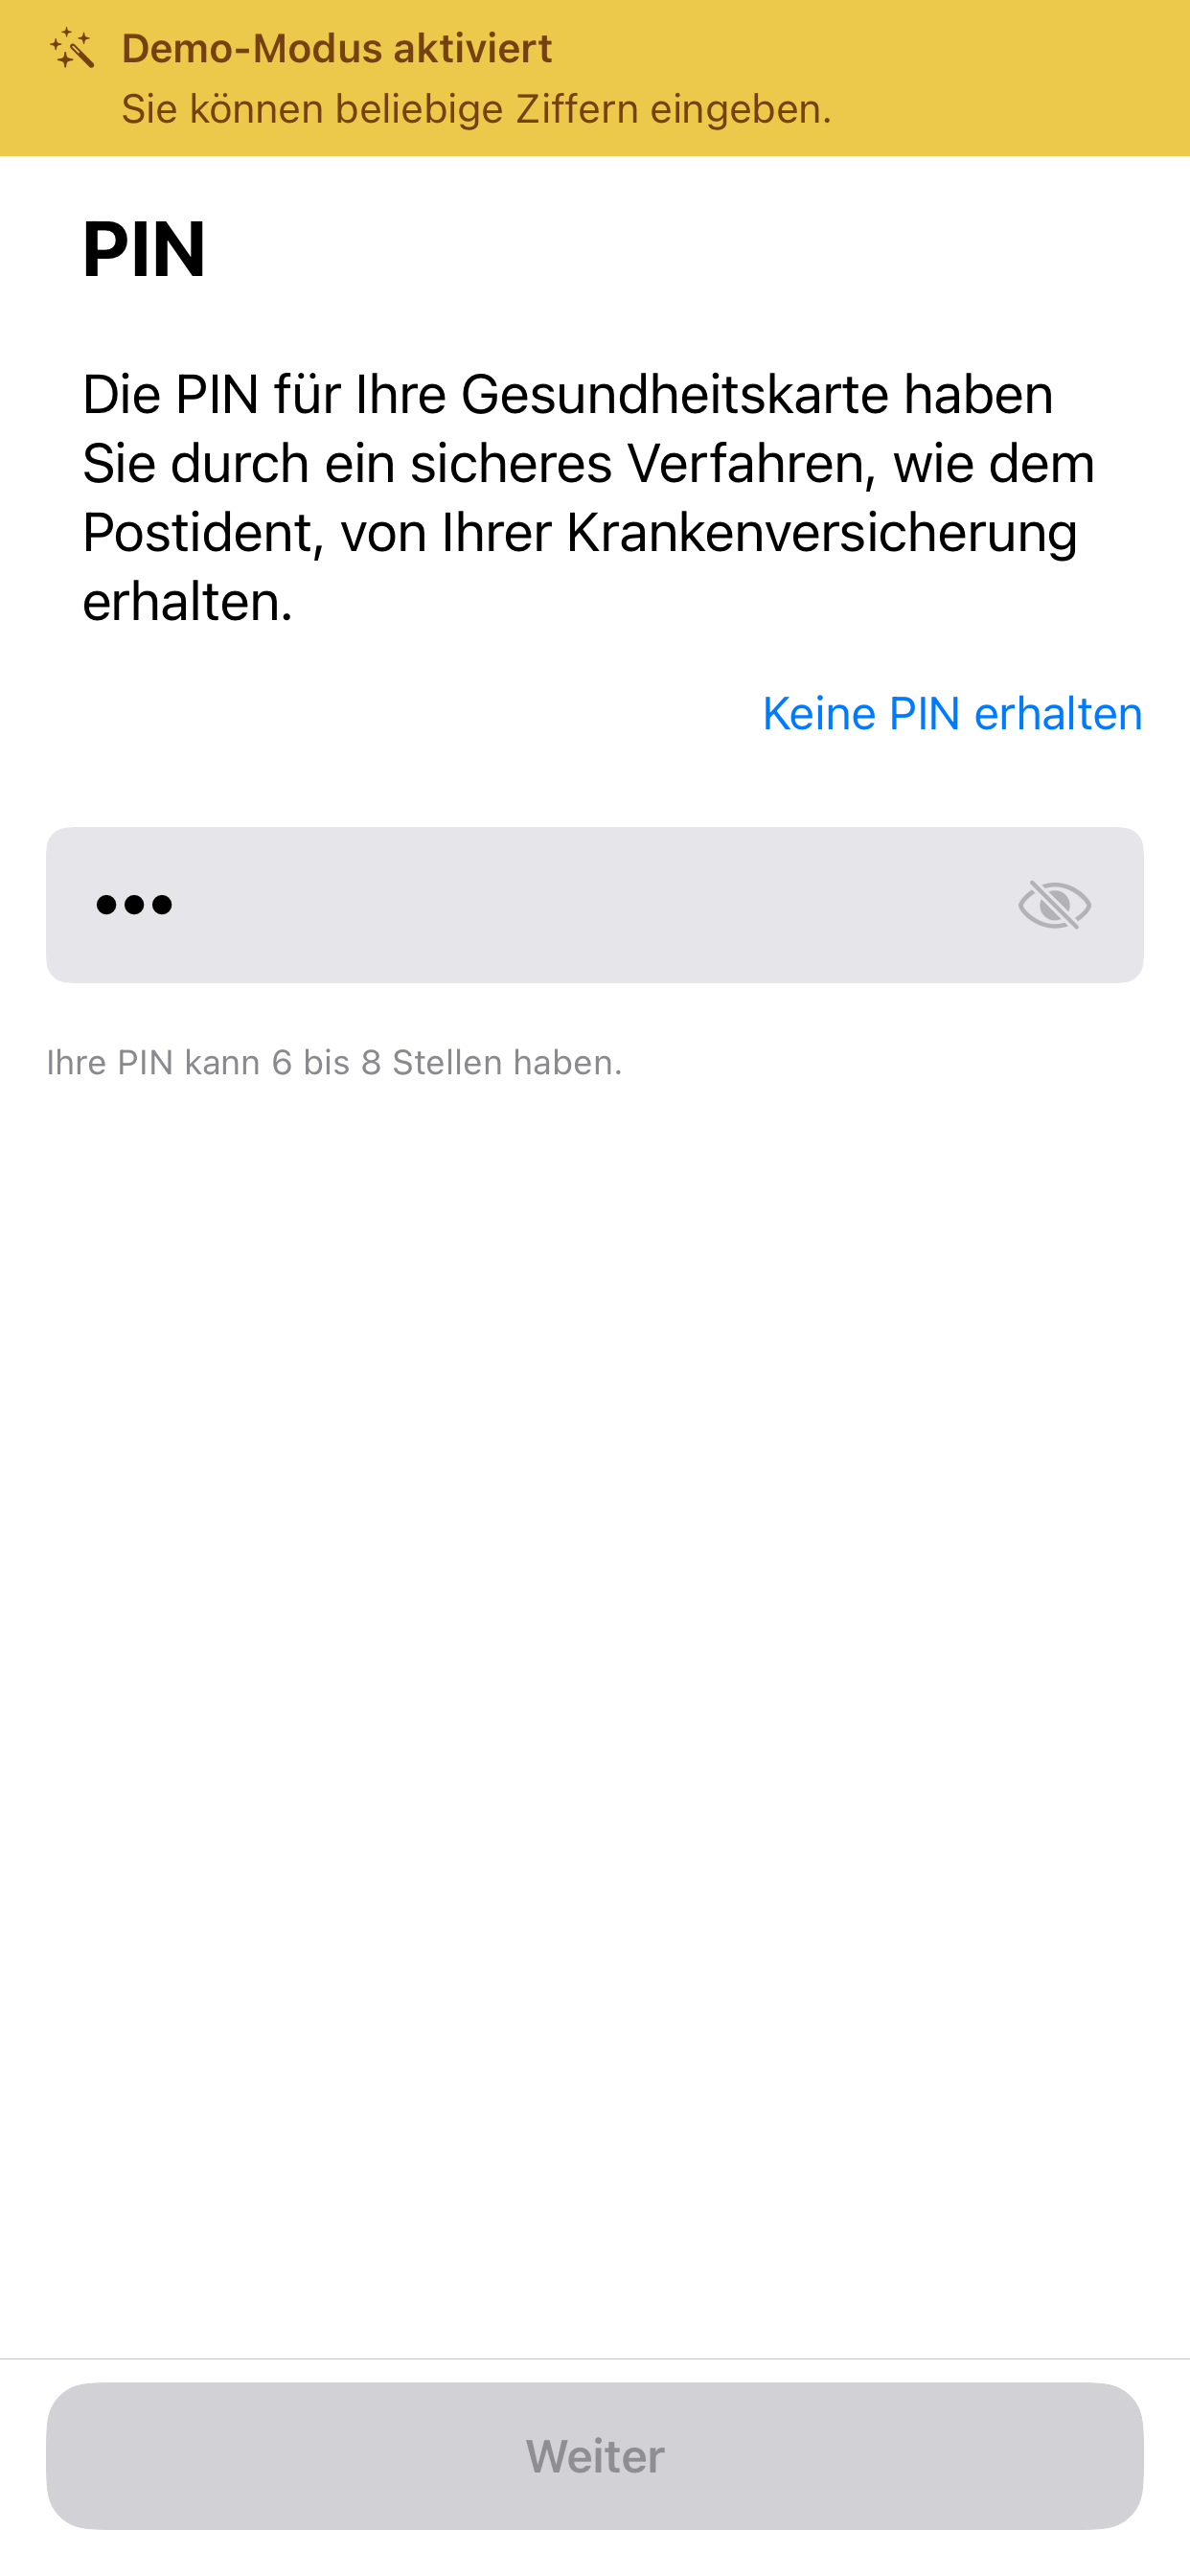 Demo-Modus aktiviert
Sie können beliebige Ziffern eingeben.
PIN
Die PIN für Ihre Gesundheitskarte haben
Sie durch ein sicheres Verfahren, wie dem
Postident, von Ihrer Krankenversicherung
erhalten.
Keine PIN erhalten
•••
Ihre PIN kann 6 bis 8 Stellen haben.
Weiter